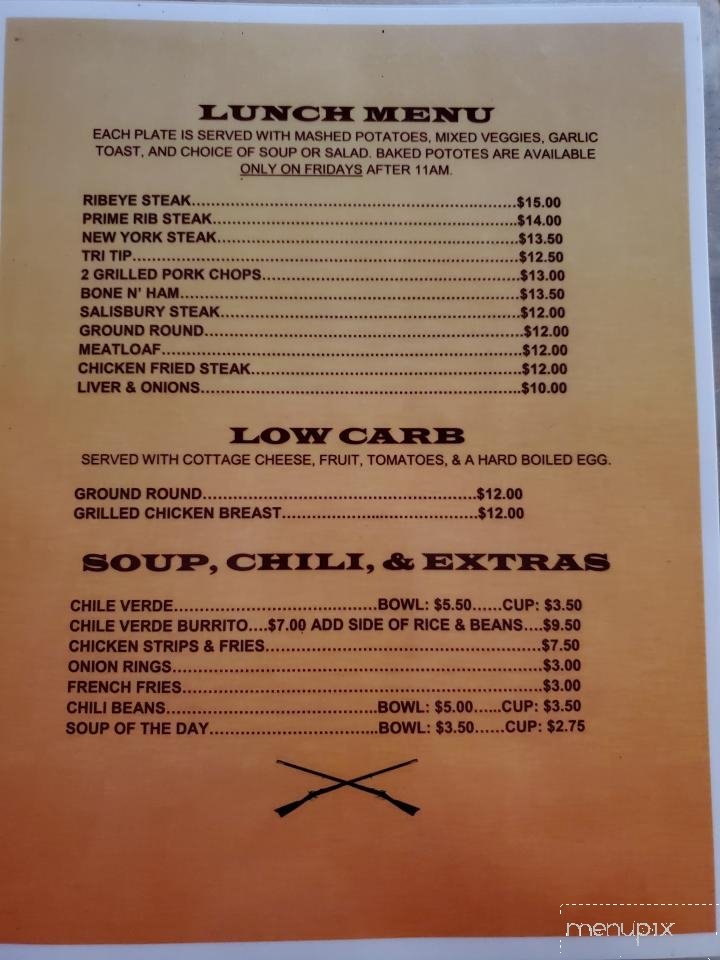 LUNCH MENU
EACH PLATE IS SERVED WITH MASHED POTATOES, MIXED VEGGIES, GARLIC
TOAST, AND CHOICE OF SOUP OR SALAD. BAKED POTOTES ARE AVAILABLE
ONLY ON FRIDAYS AFTER 11AM.
RIBEYE STEAK.......................................................$15.00
PRIME RIB STEAK...................................................$14.00
NEW YORK STEAK..................................................$13.50
TRI TIP.................................................................$12.50
2 GRILLED PORK CHOPS...........................................$13.00
BONE N' HAM........................................................$13.50
SALISBURY STEAK..................................................$12.00
GROUND ROUND....................................................$12.00
MEATLOAF............................................................$12.00
CHICKEN FRIED STEAK.............................................$12.00
LIVER & ONIONS.....................................................$10.00
LOW CARB
SERVED WITH COTTAGE CHEESE, FRUIT, TOMATOES, & A HARD BOILED EGG.
GROUND ROUND..............................................$12.00
GRILLED CHICKEN BREAST.................................$12.00
SOUP, CHILI, & EXTRAS
CHILE VERDE..................................BOWL: $5.50......CUP: $3.50
CHILE VERDE BURRITO....$7.00 ADD SIDE OF RICE & BEANS....$9.50
CHICKEN STRIPS & FRIES..............................................$7.50
ONION RINGS.............................................................$3.00
FRENCH FRIES............................................................$3.00
CHILI BEANS...................................BOWL: $5.00......CUP: $3.50
SOUP OF THE DAY...........................BOWL: $3.50......CUP: $2.75
menupix